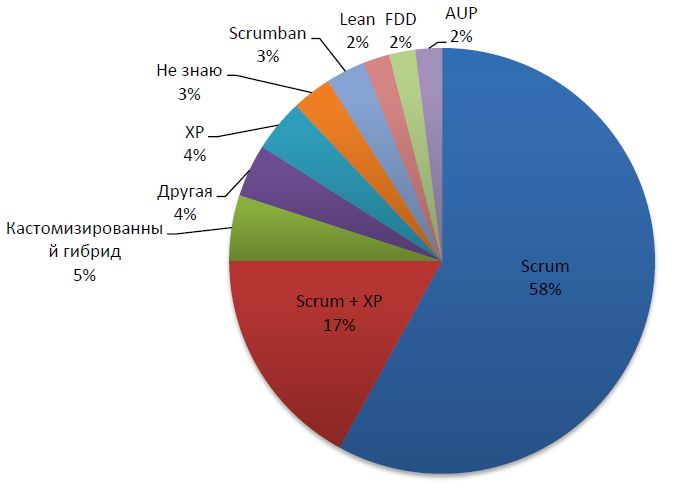 AUP
2%
Lean
2%
FDD
2%
Scrumban
3%
Не знаю
3%
XP
4%
Другая
4%
Кастомизированны
й гибрид
5%
Scrum
58%
Scrum + XP
17%